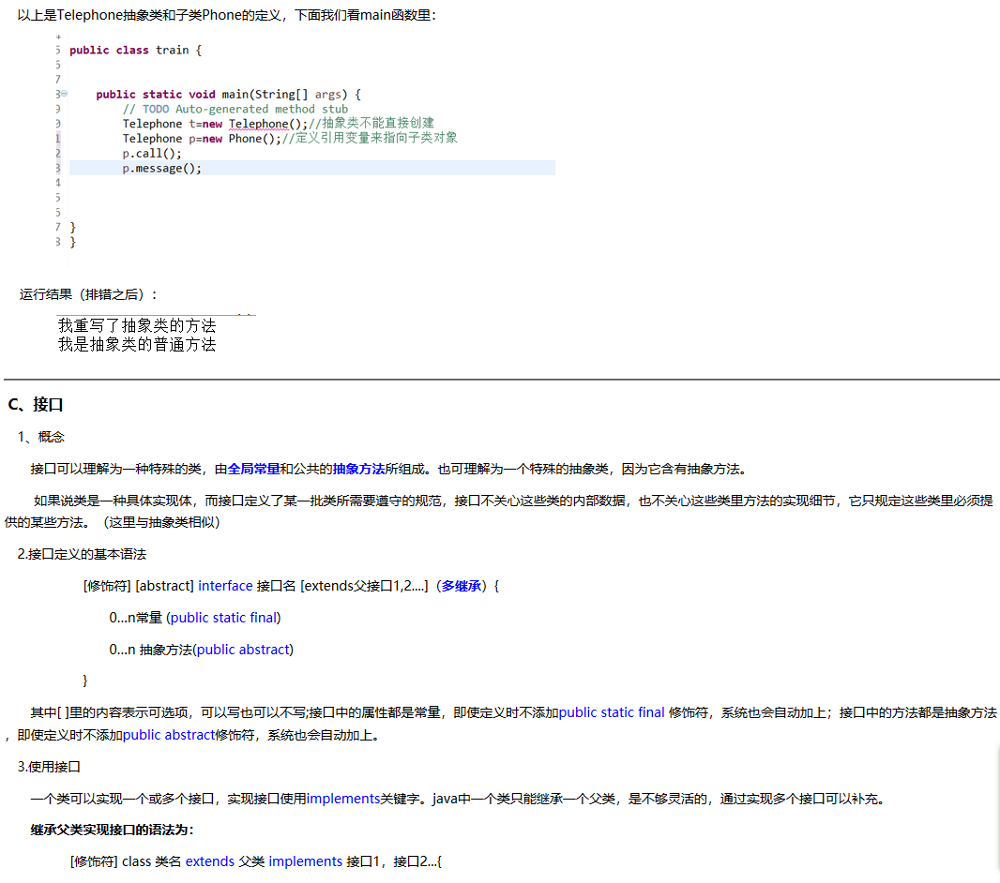 以上是Telephone抽象类和子类Phone的定义，下面我们看main函数里：
5 public class train {
6
7
8 public static void main(String[] args) {
9 // TODO Auto-generated method stub
0 Telephone t=new Telephone();//抽象类不能直接创建
1 Telephone p=new Phone();//定义引用变量来指向子类对象
2 p.call();
3 p.message();
4
5
6
7 }
8 }
运行结果（排错之后）：
我重写了抽象类的方法
我是抽象类的普通方法
C、接口
1、概念
接口可以理解为一种特殊的类，由全局常量和公共的抽象方法所组成。也可理解为一个特殊的抽象类，因为它含有抽象方法。
如果说类是一种具体实现体，而接口定义了某一批类所需要遵守的规范，接口不关心这些类的内部数据，也不关心这些类里方法的实现细节，它只规定这些类里必须提
供的某些方法。（这里与抽象类相似）
2.接口定义的基本语法
[修饰符] [abstract] interface 接口名 [extends父接口1,2....]（多继承）{
0...n常量 (public static final)
0...n 抽象方法(public abstract)
}
其中[ ]里的内容表示可选项，可以写也可以不写;接口中的属性都是常量，即使定义时不添加public static final 修饰符，系统也会自动加上；接口中的方法都是抽象方法
，即使定义时不添加public abstract修饰符，系统也会自动加上。
3.使用接口
一个类可以实现一个或多个接口，实现接口使用implements关键字。java中一个类只能继承一个父类，是不够灵活的，通过实现多个接口可以补充。
继承父类实现接口的语法为：
[修饰符] class 类名 extends 父类 implements 接口1，接口2...{